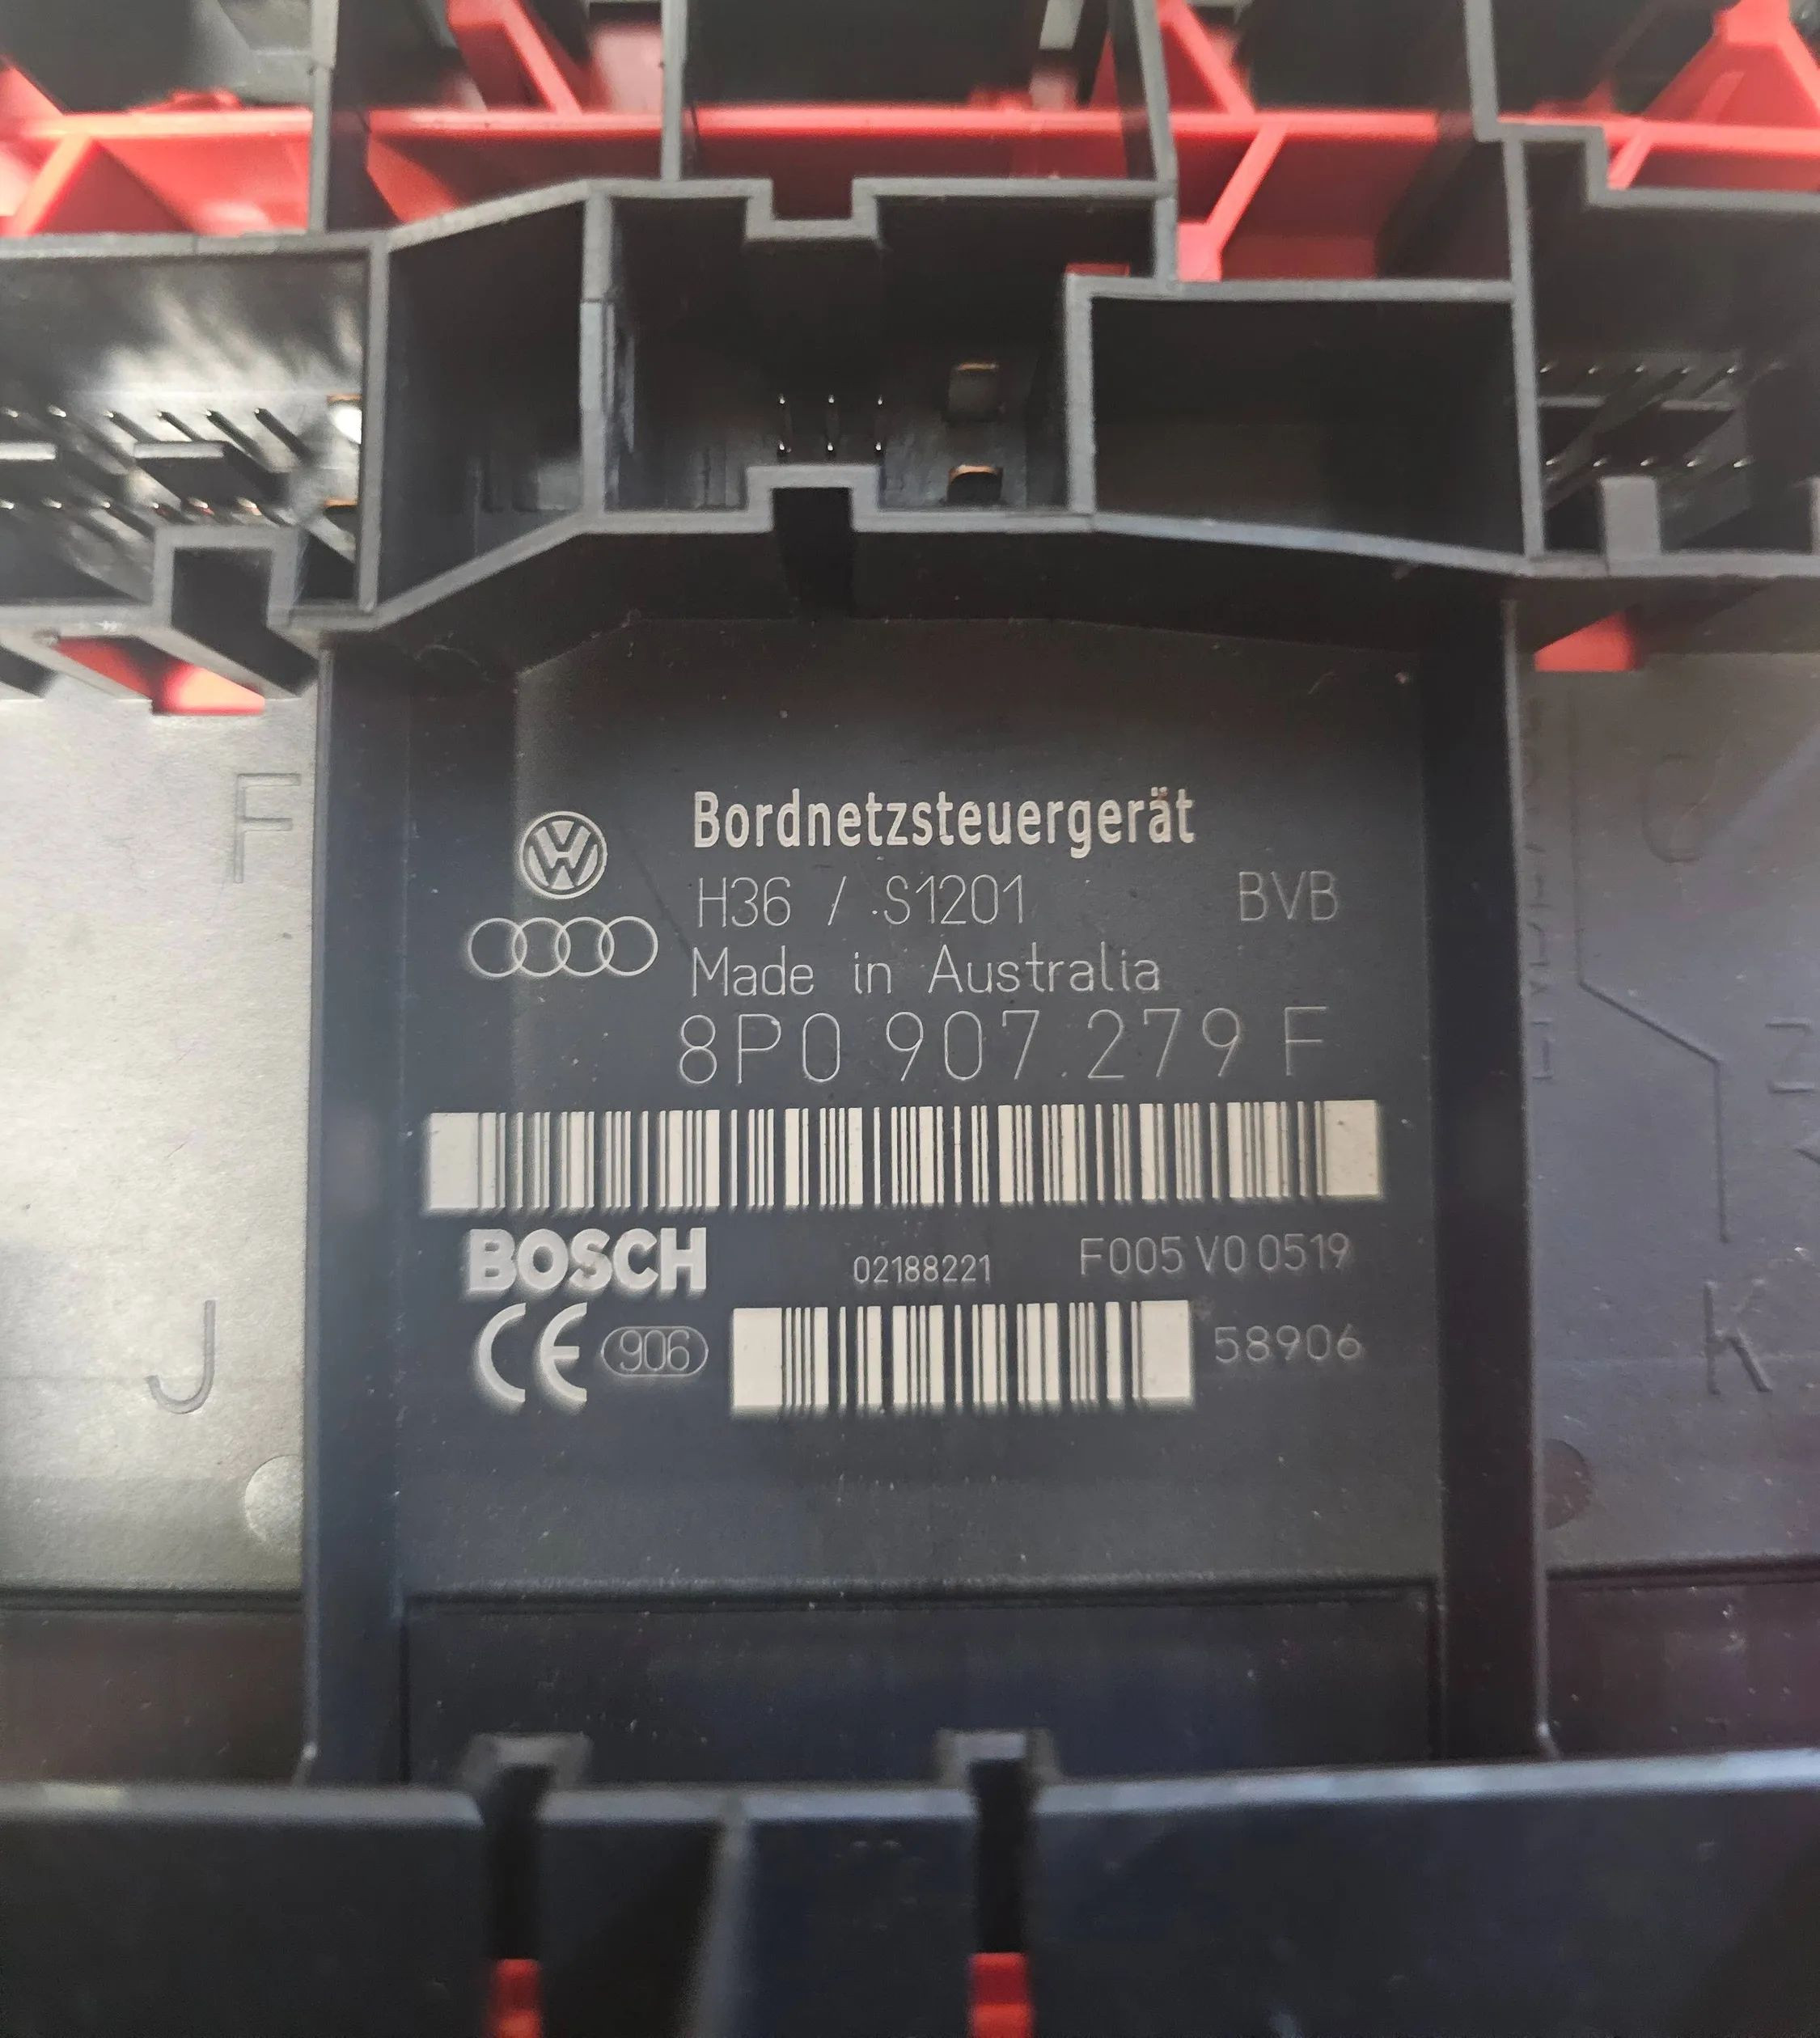 Bordnetzsteuergerät
H36 / S1201 BVB
Made in Australia
8P0 907 279 F
BOSCH 02188221 F005 V0 0519
CE 906 58906
F
J
K